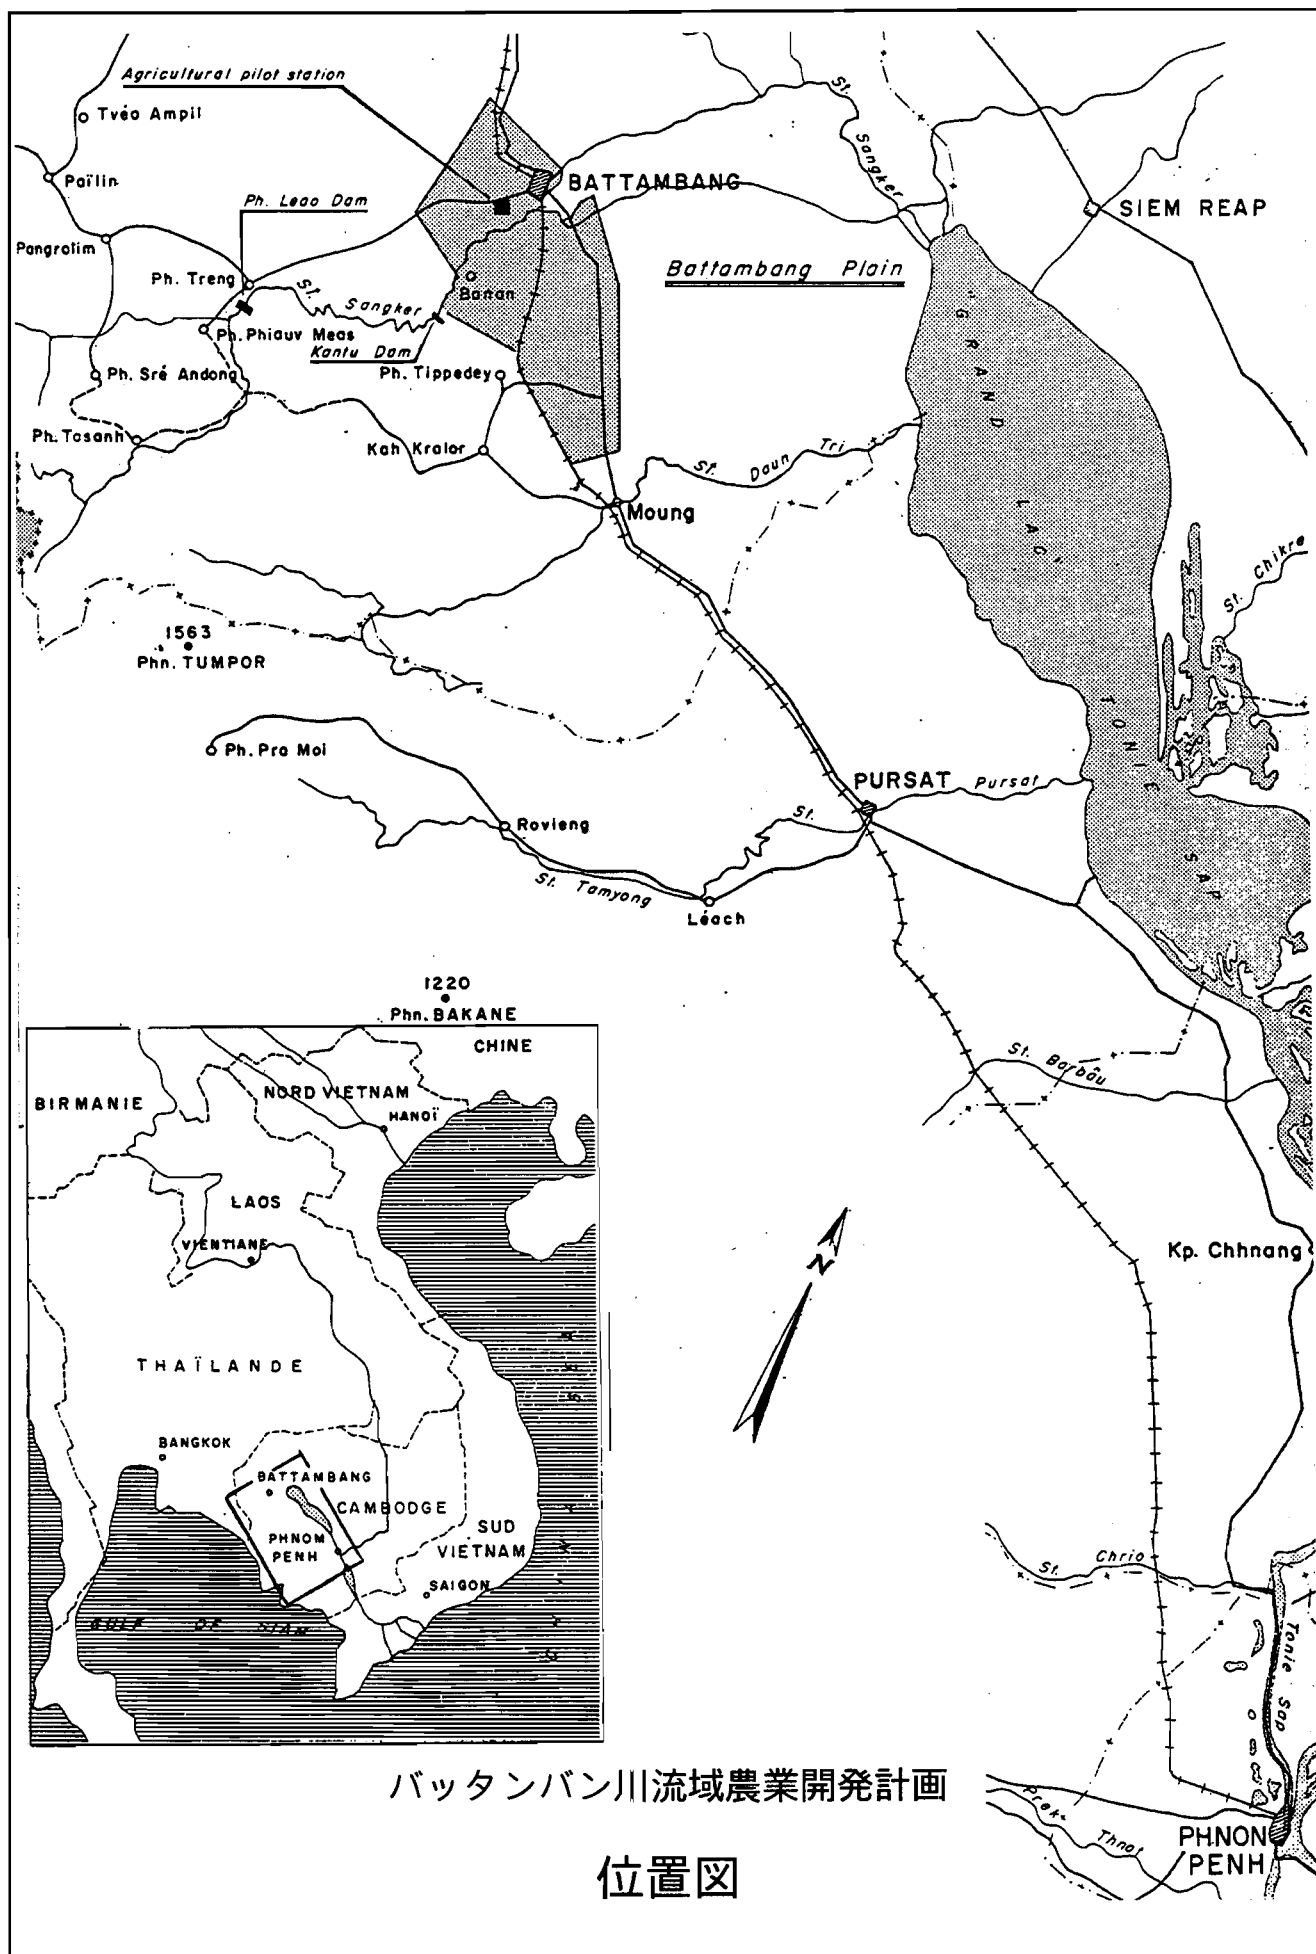 Agricultural pilot station
Tvéo Ampil
Païlin
BATTAMBANG
St.
Sangker
SIEM REAP
Ph. Leao Dam
Pangrolim
Ph. Treng
St. Sangker
Banan
Battambang Plain
Ph. Phiauv Meas
Kantu Dam
Ph. Sré Andong
Ph. Tippedey
Ph. Tasanh
Kah Kralor
St. Daun Tri
Moung
"GRAND LAC"
TONLE SAP
St. Chikre
1563
Phn. TUMPOR
Ph. Pra Moi
PURSAT
St. Pursat
Rovieng
St. Tamyong
Léach
1220
Phn. BAKANE
St. Barbâu
CHINE
NORD VIETNAM
BIRMANIE
HANOÏ
LAOS
VIENTIANE
THAÏLANDE
BANGKOK
BATTAMBANG
CAMBODGE
PHNOM
PENH
SUD
VIETNAM
SAIGON
GULF OF SIAM
N
Kp. Chhnang
St. Chrio
Tonle Sap
Prek
Thnot
PHNON
PENH
バッタンバン川流域農業開発計画
位置図